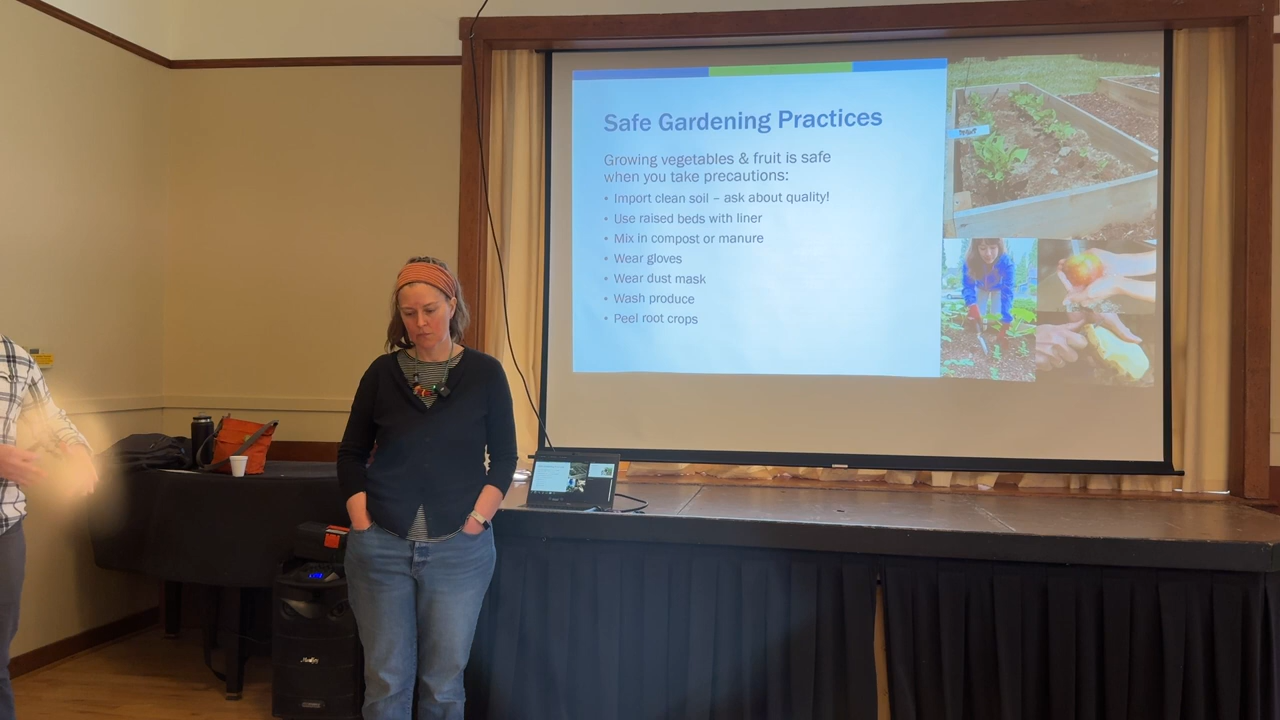 Safe Gardening Practices
Growing vegetables & fruit is safe
when you take precautions:
• Import clean soil – ask about quality!
• Use raised beds with liner
• Mix in compost or manure
• Wear gloves
• Wear dust mask
• Wash produce
• Peel root crops